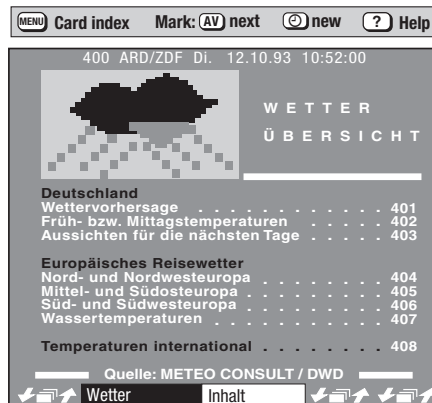 MENU Card index Mark: AV next new ? Help
400 ARD/ZDF Di. 12.10.93 10:52:00
WETTER
ÜBERSICHT
Deutschland
Wettervorhersage . . . . . . . . . . . . 401
Früh- bzw. Mittagstemperaturen . . . . . 402
Aussichten für die nächsten Tage . . . . . 403
Europäisches Reisewetter
Nord- und Nordwesteuropa . . . . . . . . 404
Mittel- und Südosteuropa . . . . . . . . . 405
Süd- und Südwesteuropa . . . . . . . . . 406
Wassertemperaturen . . . . . . . . . . . 407
Temperaturen international . . . . . . . . 408
Quelle: METEO CONSULT / DWD
Wetter Inhalt